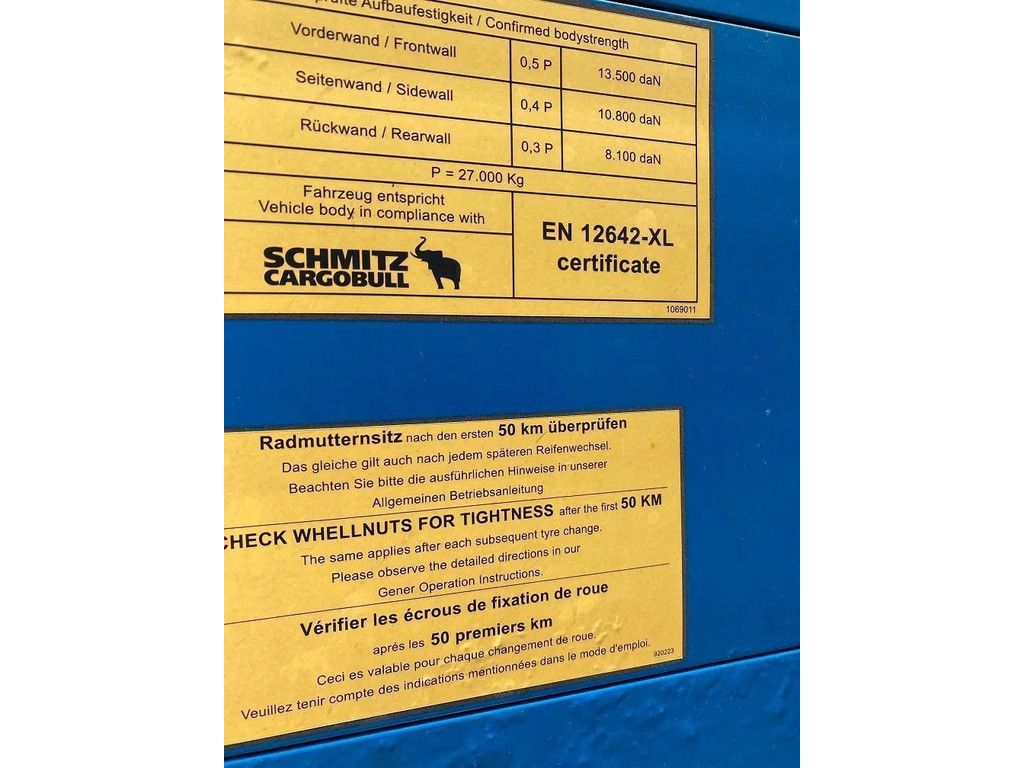 Aufbaufestigkeit / Confirmed bodystrength
Vorderwand / Frontwall 0,5 P 13.500 daN
Seitenwand / Sidewall 0,4 P 10.800 daN
Rückwand / Rearwall 0,3 P 8.100 daN
P = 27.000 Kg
Fahrzeug entspricht
Vehicle body in compliance with
SCHMITZ
CARGOBULL
EN 12642-XL
certificate
1069011
Radmutternsitz nach den ersten 50 km überprüfen
Das gleiche gilt auch nach jedem späteren Reifenwechsel.
Beachten Sie bitte die ausführlichen Hinweise in unserer
Allgemeinen Betriebsanleitung
CHECK WHELLNUTS FOR TIGHTNESS after the first 50 KM
The same applies after each subsequent tyre change.
Please observe the detailed directions in our
Gener Operation Instructions.
Vérifier les écrous de fixation de roue
aprés les 50 premiers km
Ceci es valable pour chaque changement de roue.
Veuillez tenir compte des indications mentionnées dans le mode d'emploi.
920223